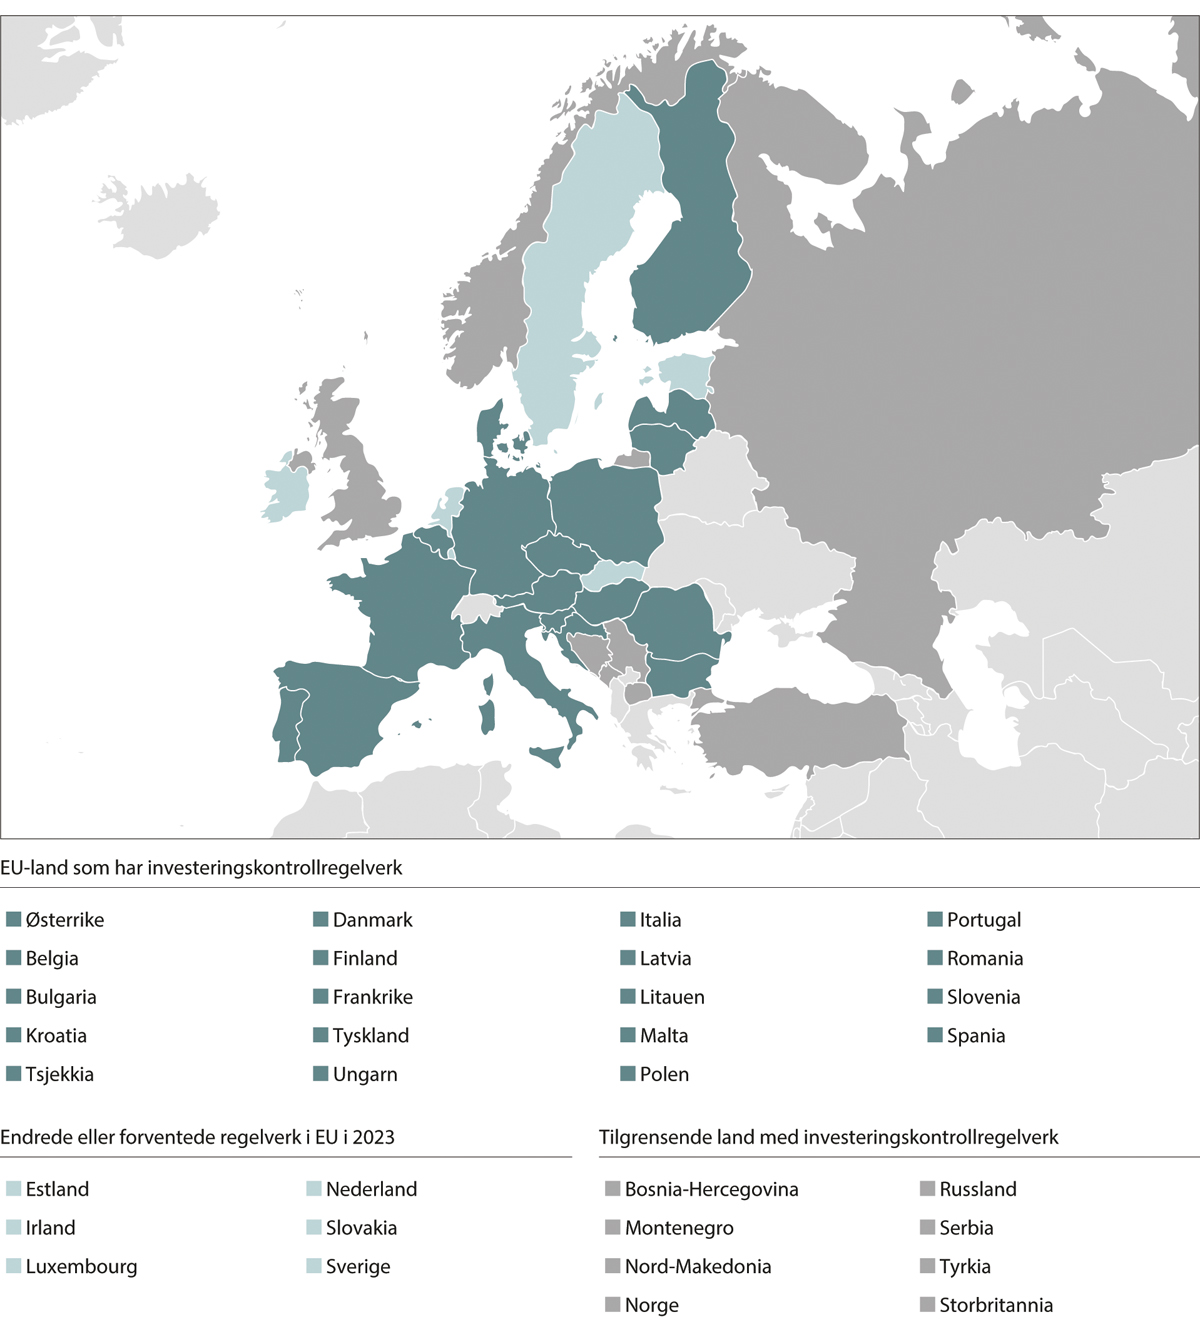 EU-land som har investeringskontrollregelverk
Østerrike Danmark Italia Portugal
Belgia Finland Latvia Romania
Bulgaria Frankrike Litauen Slovenia
Kroatia Tyskland Malta Spania
Tsjekkia Ungarn Polen
Endrede eller forventede regelverk i EU i 2023
Estland Nederland
Irland Slovakia
Luxembourg Sverige
Tilgrensende land med investeringskontrollregelverk
Bosnia-Hercegovina Russland
Montenegro Serbia
Nord-Makedonia Tyrkia
Norge Storbritannia